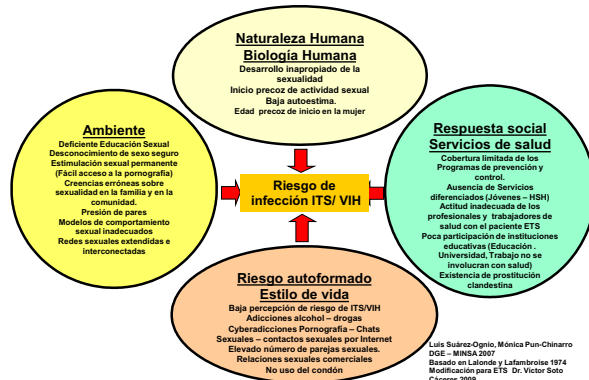 Naturaleza Humana
Biología Humana
Desarrollo inapropiado de la
sexualidad
Inicio precoz de actividad sexual
Baja autoestima.
Edad precoz de inicio en la mujer
Ambiente
Deficiente Educación Sexual
Desconocimiento de sexo seguro
Estimulación sexual permanente
(Fácil acceso a la pornografía)
Creencias erróneas sobre
sexualidad en la familia y en la
comunidad.
Presión de pares
Modelos de comportamiento
sexual inadecuados
Redes sexuales extendidas e
interconectadas
Riesgo de
infección ITS/ VIH
Respuesta social
Servicios de salud
Cobertura limitada de los
Programas de prevención y
control.
Ausencia de Servicios
diferenciados (Jóvenes – HSH)
Actitud inadecuada de los
profesionales y trabajadores de
salud con el paciente ETS
Poca participación de instituciones
educativas (Educación .
Universidad, Trabajo no se
involucran con salud)
Existencia de prostitución
clandestina
Riesgo autoformado
Estilo de vida
Baja percepción de riesgo de ITS/VIH
Adicciones alcohol – drogas
Cyberadicciones Pornografía – Chats
Sexuales – contactos sexuales por Internet
Elevado número de parejas sexuales.
Relaciones sexuales comerciales
No uso del condón
Luis Suárez-Ognio, Mónica Pun-Chinarro
DGE – MINSA 2007
Basado en Lalonde y Lafambroise 1974
Modificación para ETS Dr. Victor Soto
Cáceres 2009